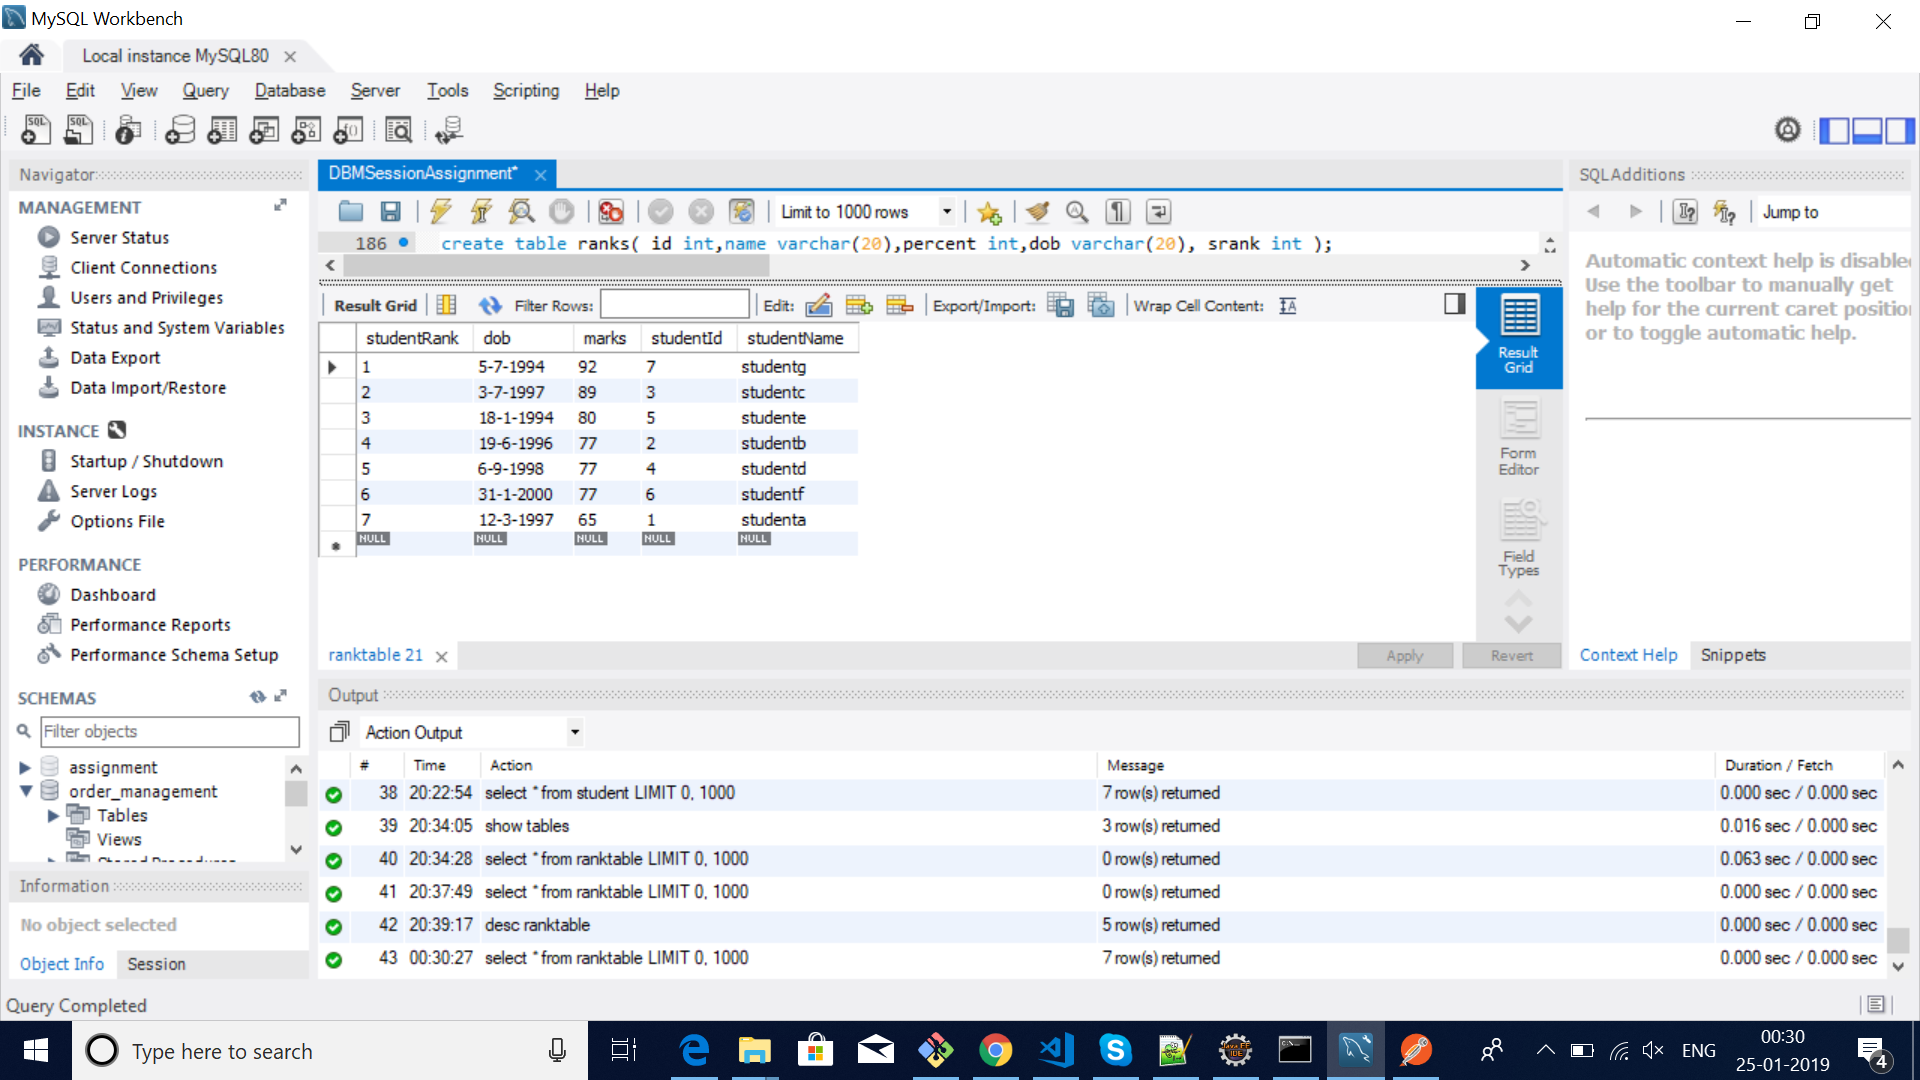 MySQL Workbench
Local instance MySQL80
File Edit View Query Database Server Tools Scripting Help
Navigator
MANAGEMENT
Server Status
Client Connections
Users and Privileges
Status and System Variables
Data Export
Data Import/Restore
INSTANCE
Startup / Shutdown
Server Logs
Options File
PERFORMANCE
Dashboard
Performance Reports
Performance Schema Setup
SCHEMAS
Filter objects
assignment
order_management
Tables
Views
Stored Procedures
Information
No object selected
Object Info Session
Query Completed
DBMSessionAssignment*
Limit to 1000 rows
186 create table ranks( id int,name varchar(20),percent int,dob varchar(20), srank int );
Result Grid Filter Rows: Edit: Export/Import: Wrap Cell Content:
studentRank dob marks studentId studentName
1 5-7-1994 92 7 studentg
2 3-7-1997 89 3 studentc
3 18-1-1994 80 5 studente
4 19-6-1996 77 2 studentb
5 6-9-1998 77 4 studentd
6 31-1-2000 77 6 studentf
7 12-3-1997 65 1 studenta
NULL NULL NULL NULL NULL
Result
Grid
Form
Editor
Field
Types
ranktable 21
Apply Revert
SQLAdditions
Jump to
Automatic context help is disabled
Use the toolbar to manually get
help for the current caret position
or to toggle automatic help.
Context Help Snippets
Output
Action Output
# Time Action Message Duration / Fetch
38 20:22:54 select * from student LIMIT 0, 1000 7 row(s) returned 0.000 sec / 0.000 sec
39 20:34:05 show tables 3 row(s) returned 0.016 sec / 0.000 sec
40 20:34:28 select * from ranktable LIMIT 0, 1000 0 row(s) returned 0.063 sec / 0.000 sec
41 20:37:49 select * from ranktable LIMIT 0, 1000 0 row(s) returned 0.000 sec / 0.000 sec
42 20:39:17 desc ranktable 5 row(s) returned 0.000 sec / 0.000 sec
43 00:30:27 select * from ranktable LIMIT 0, 1000 7 row(s) returned 0.000 sec / 0.000 sec
Type here to search
ENG
00:30
25-01-2019
4